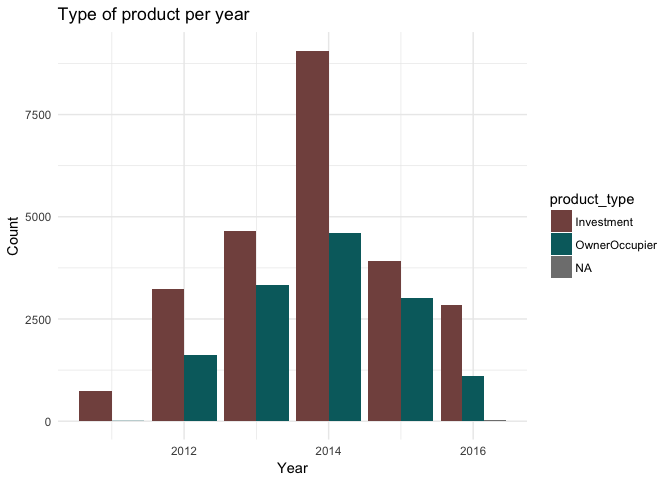 Type of product per year
7500
5000
2500
0
Count
2012 2014 2016
Year
product_type
Investment
OwnerOccupier
NA